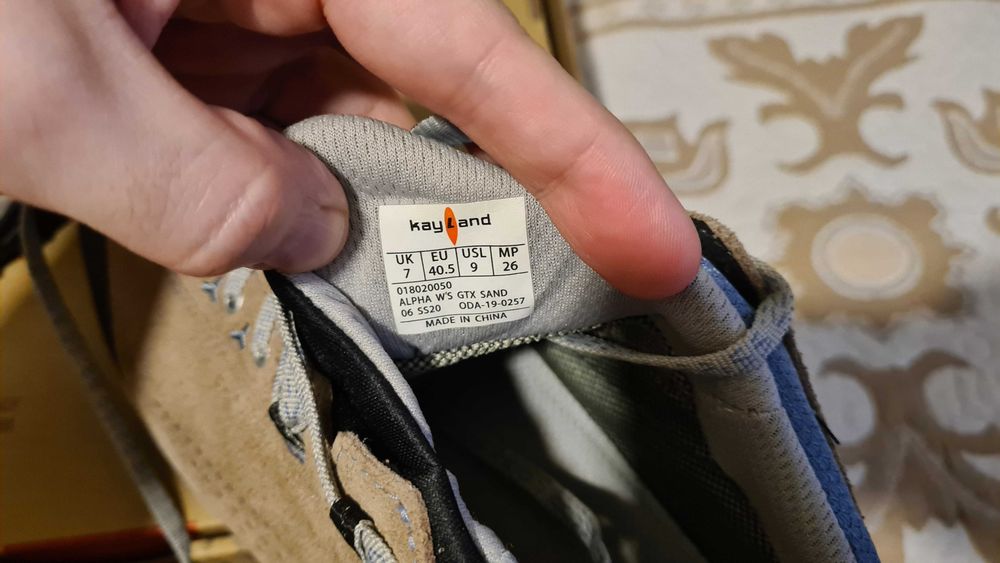 kayLand
UK EU USL MP
7 40.5 9 26
018020050
ALPHA W'S GTX SAND
06 SS20 ODA-19-0257
MADE IN CHINA